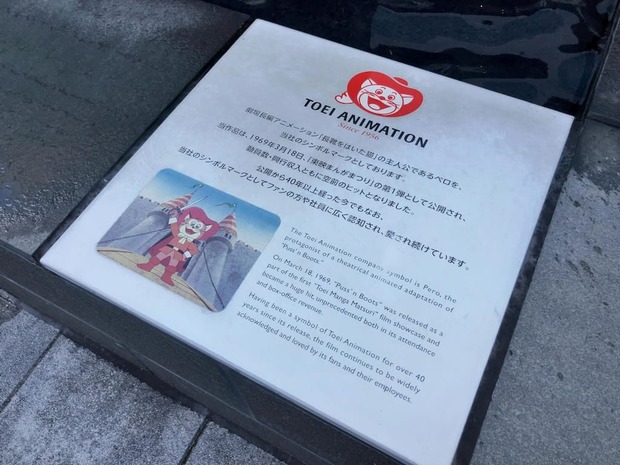 TOEI ANIMATION
Since 1956
劇場長編アニメーション「長靴をはいた猫」の主人公であるペロを、
当社のシンボルマークとしております。
当作品は、1969年3月18日、「東映まんがまつり」の第1弾として公開され、
動員数・興行収入ともに空前のヒットとなりました。
公開から40年以上経った今でもなお、
当社のシンボルマークとしてファンの方や社員に広く認知され、愛され続けています。
The Toei Animation company symbol is Pero, the
protagonist of a theatrical animated adaptation of
"Puss'n Boots."
On March 18, 1969, "Puss'n Boots" was released as a
part of the first "Toei Manga Matsuri" film showcase and
became a huge hit, unprecedented both in its attendance
and box-office revenue.
Having been a symbol of Toei Animation for over 40
years since its release, the film continues to be widely
acknowledged and loved by its fans and their employees.